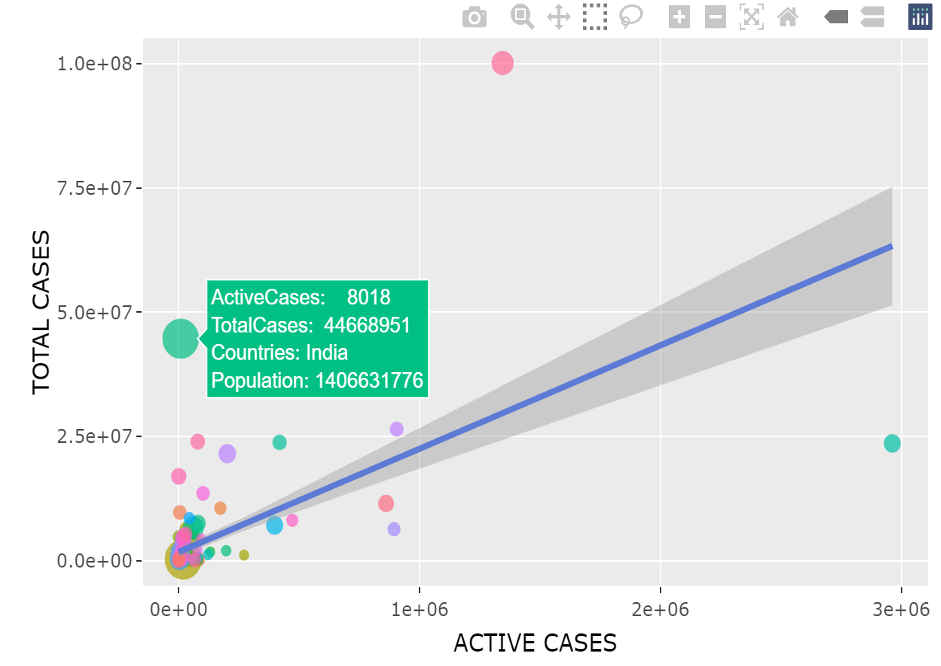 1.0e+08
7.5e+07
5.0e+07
2.5e+07
0.0e+00
TOTAL CASES
ActiveCases: 8018
TotalCases: 44668951
Countries: India
Population: 1406631776
0e+00 1e+06 2e+06 3e+06
ACTIVE CASES